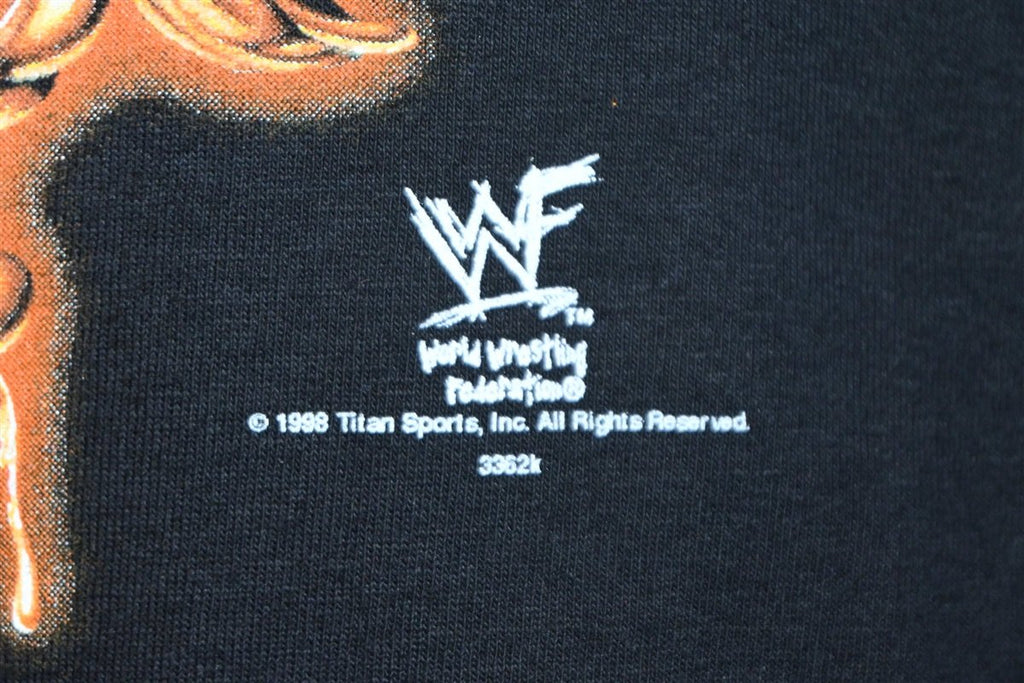 WF
TM
World Wrestling
Federation®
© 1998 Titan Sports, Inc. All Rights Reserved.
3362k